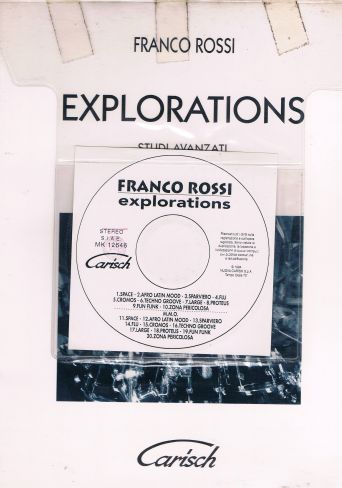 FRANCO ROSSI
EXPLORATIONS
STUDI AVANZATI
FRANCO ROSSI
explorations
STEREO
S.I.A.E.
MK 12648
Carisch
1.SPACE - 2.AFRO LATIN MOOD - 3.SPARVIERO - 4.FLU
5.CROMOS - 6.TECHNO GROOVE - 7.LARGE - 8.PROTEUS
9.FUN FUNK - 10.ZONA PERICOLOSA
M.M.O.
11.SPACE - 12.AFRO LATIN MOOD - 13.SPARVIERO
14.FLU - 15.CROMOS - 16.TECHNO GROOVE
17.LARGE - 18.PROTEUS - 19.FUN FUNK
20.ZONA PERICOLOSA
Carisch